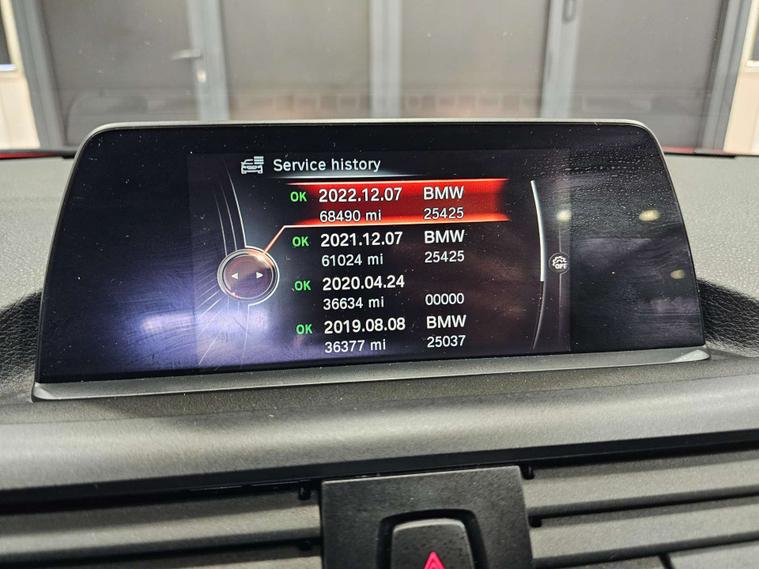 Service history
OK 2022.12.07 BMW
68490 mi 25425
OK 2021.12.07 BMW
61024 mi 25425
OK 2020.04.24
36634 mi 00000
OK 2019.08.08 BMW
36377 mi 25037
OPT